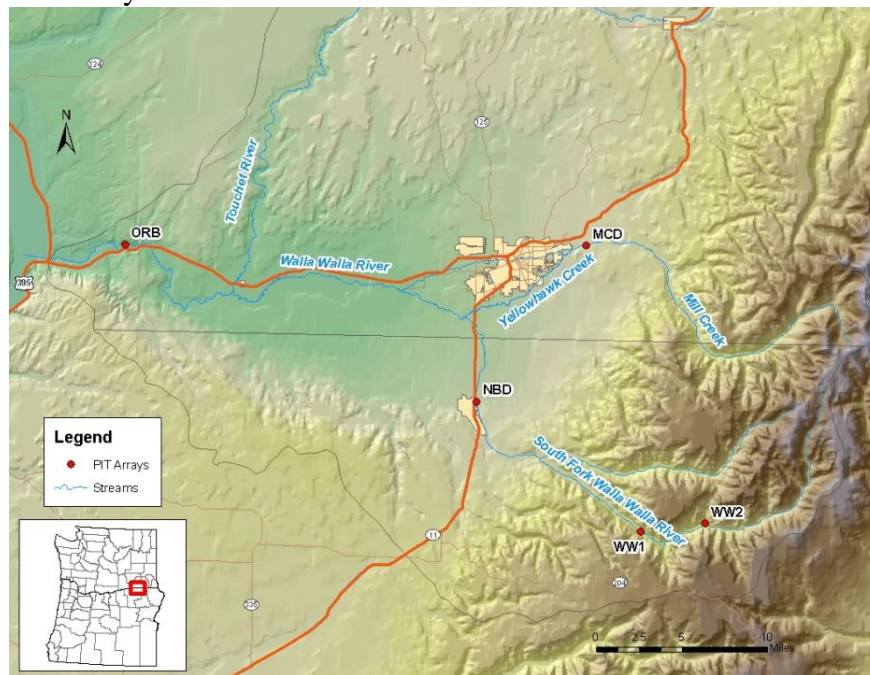 124
N
125
Touchet River
ORB
MCD
Walla Walla River
395
Yellowhawk Creek
Mill Creek
NBD
Legend
PIT Arrays
Streams
South Fork Walla Walla River
WW2
WW1
11
204
0 2.5 5 10
Miles